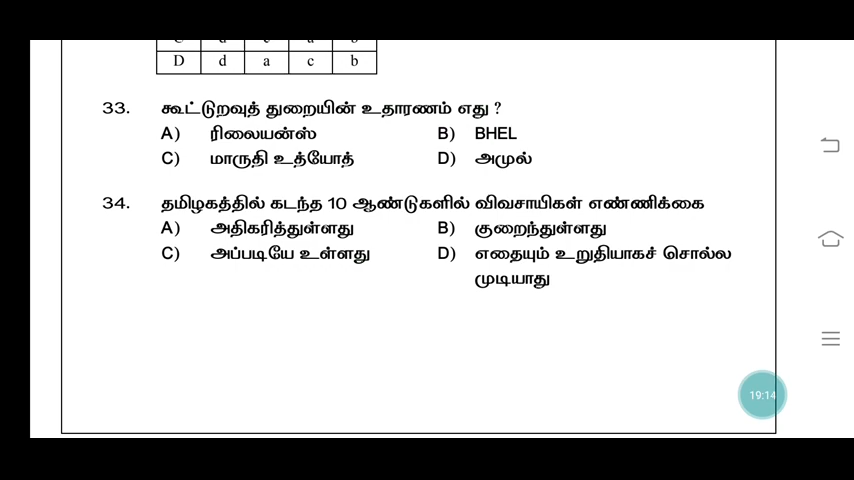 D d a c b
33. கூட்டுறவுத் துறையின் உதாரணம் எது ?
A) ரிலையன்ஸ் B) BHEL
C) மாருதி உத்யோத் D) அமுல்
34. தமிழகத்தில் கடந்த 10 ஆண்டுகளில் விவசாயிகள் எண்ணிக்கை
A) அதிகரித்துள்ளது B) குறைந்துள்ளது
C) அப்படியே உள்ளது D) எதையும் உறுதியாகச் சொல்ல
முடியாது
19:14